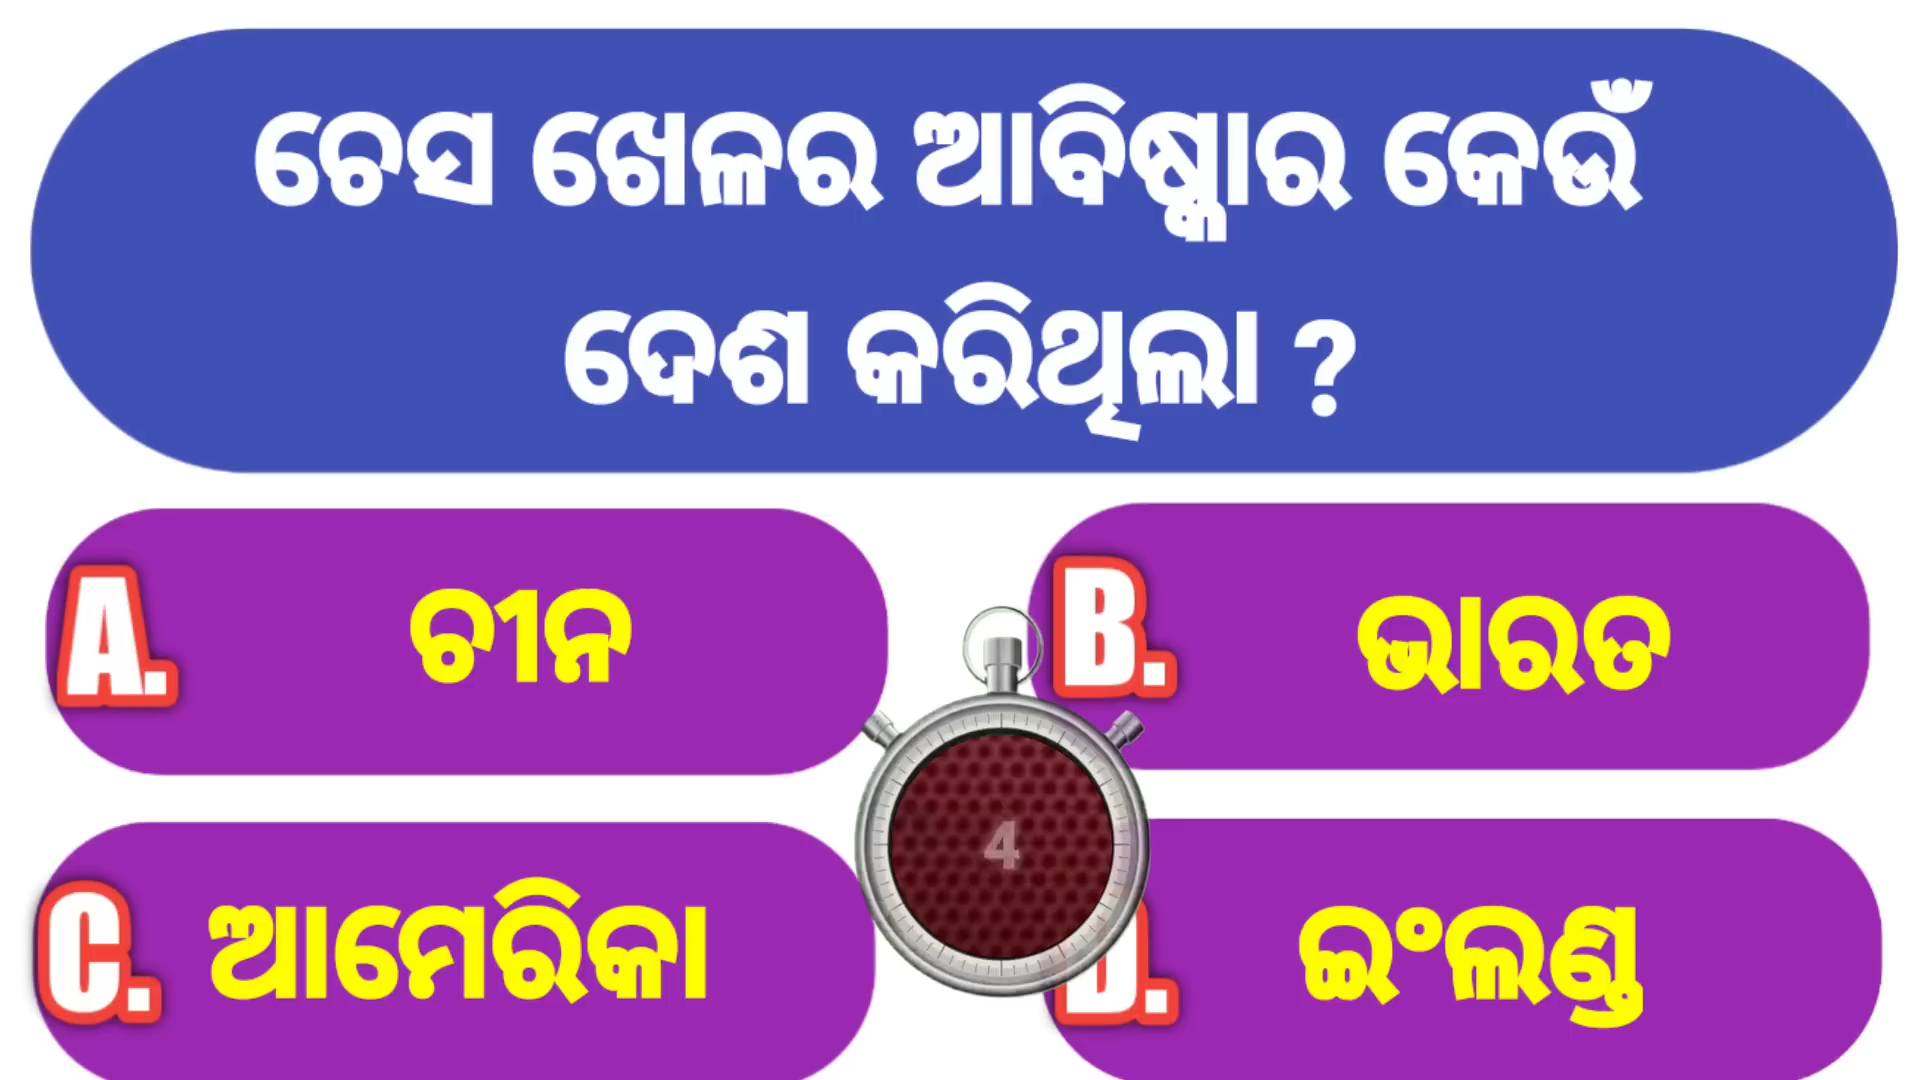 ଚେସ ଖେଳର ଆବିଷ୍କାର କେଉଁ
ଦେଶ କରିଥିଲା ?
A. ଚୀନ
B. ଭାରତ
4
C. ଆମେରିକା
D. ଇଂଲଣ୍ଡ